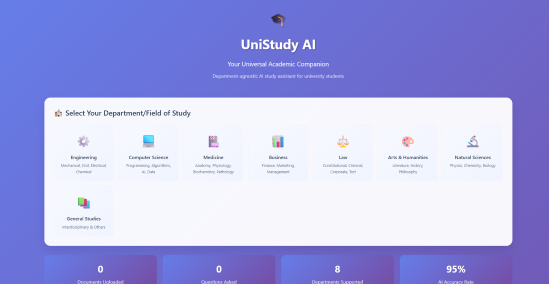 UniStudy AI
Your Universal Academic Companion
Department-agnostic AI study assistant for university students
Select Your Department/Field of Study
Engineering
Mechanical, Civil, Electrical,
Chemical
Computer Science
Programming, Algorithms,
AI, Data
Medicine
Anatomy, Physiology,
Biochemistry, Pathology
Business
Finance, Marketing,
Management
Law
Constitutional, Criminal,
Corporate, Tort
Arts & Humanities
Literature, History,
Philosophy
Natural Sciences
Physics, Chemistry, Biology
General Studies
Interdisciplinary & Others
0
Documents Uploaded
0
Questions Asked
8
Departments Supported
95%
AI Accuracy Rate